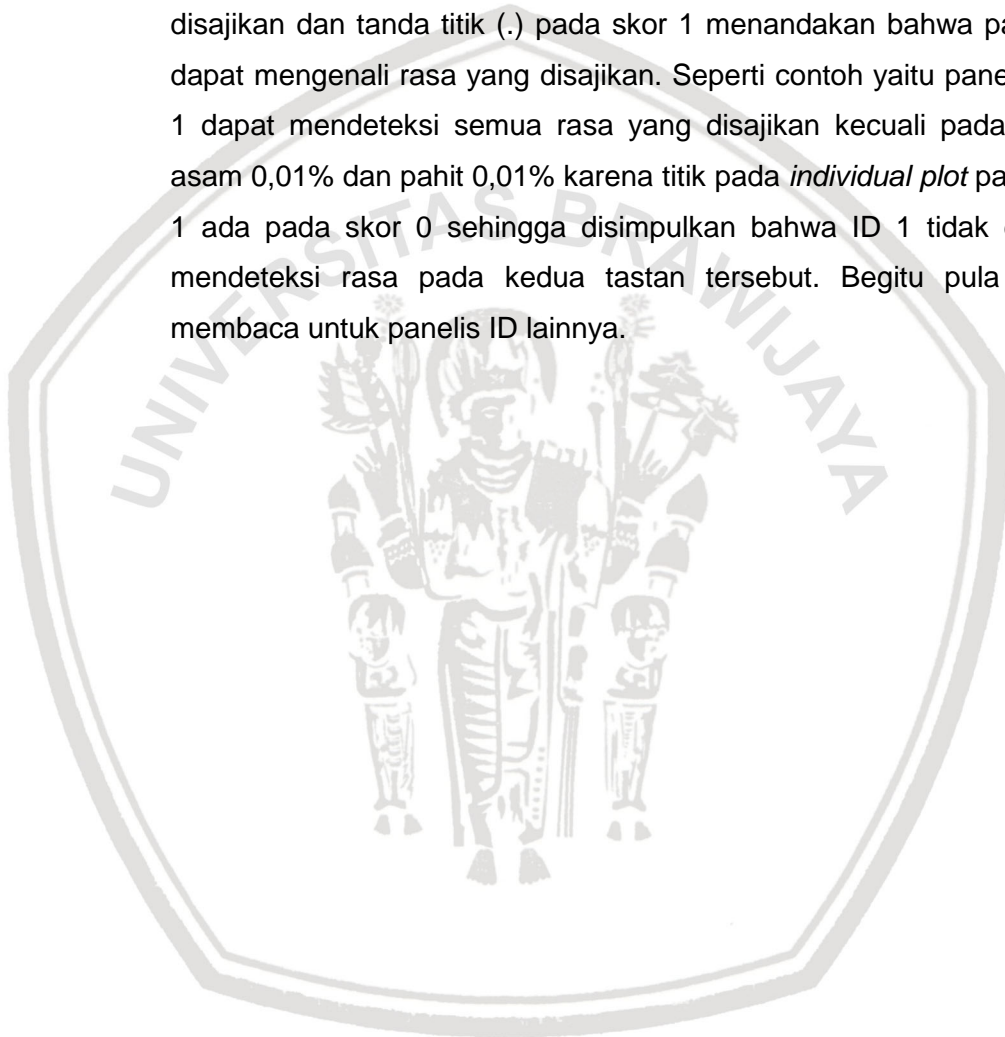 disajikan dan tanda titik (.) pada skor 1 menandakan bahwa pa
dapat mengenali rasa yang disajikan. Seperti contoh yaitu pane
1 dapat mendeteksi semua rasa yang disajikan kecuali pada
asam 0,01% dan pahit 0,01% karena titik pada individual plot pa
1 ada pada skor 0 sehingga disimpulkan bahwa ID 1 tidak
mendeteksi rasa pada kedua tastan tersebut. Begitu pula
membaca untuk panelis ID lainnya.
UNIVERSITAS BRAWIJAYA